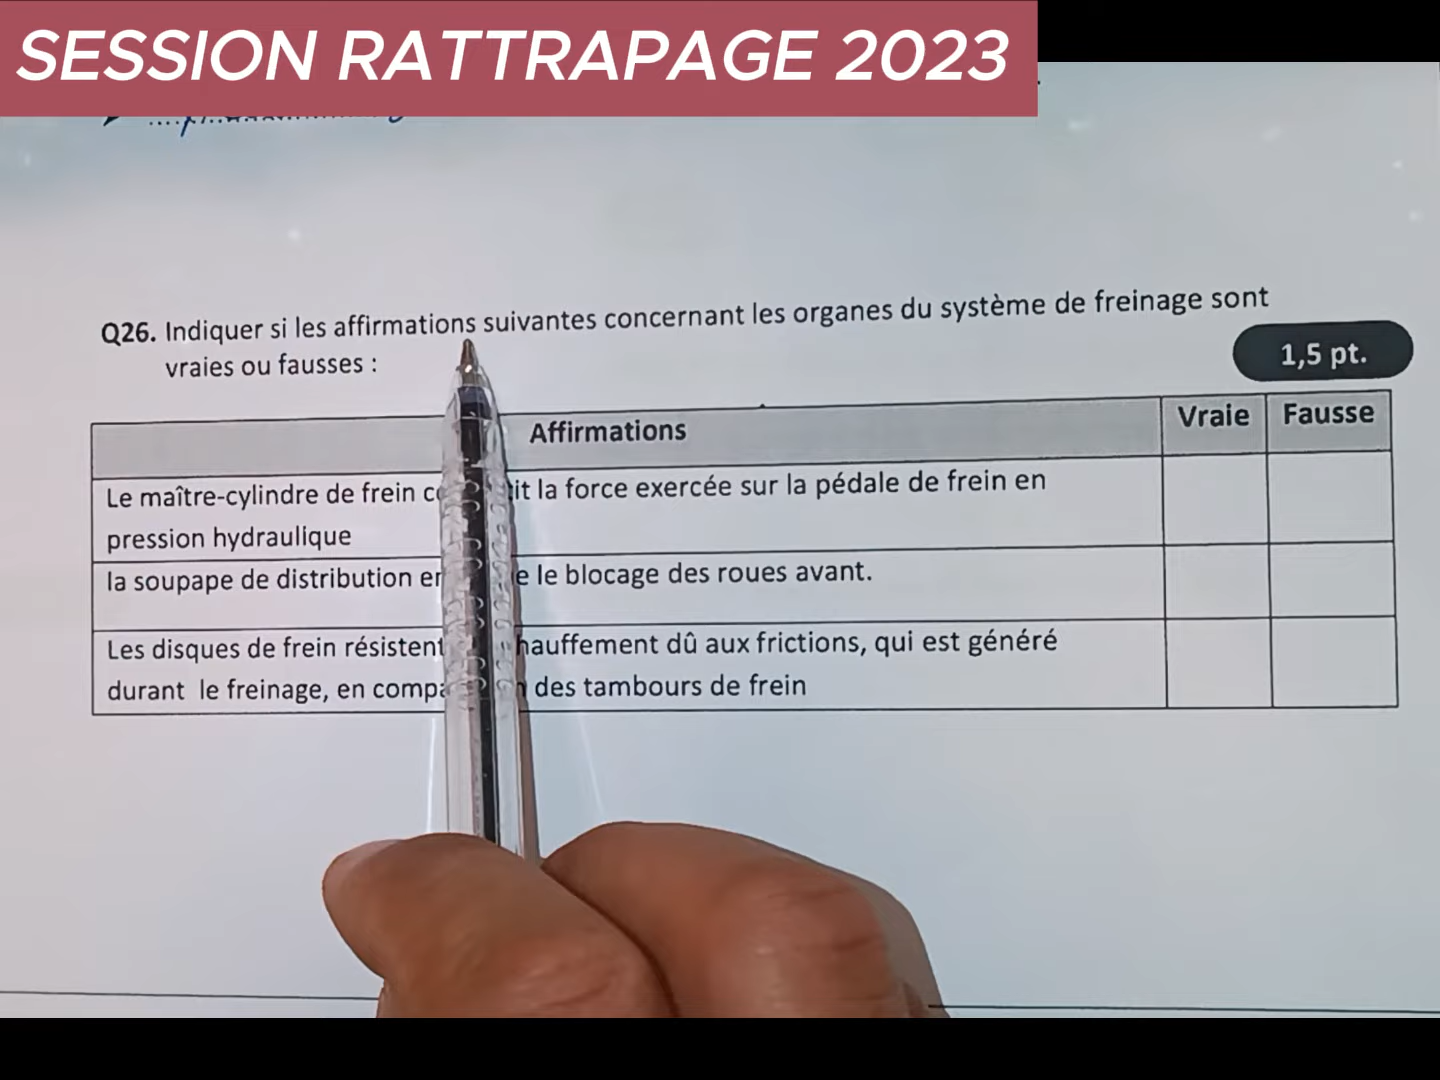 SESSION RATTRAPAGE 2023
Q26. Indiquer si les affirmations suivantes concernant les organes du système de freinage sont
vraies ou fausses :
1,5 pt.
Affirmations Vraie Fausse
Le maître-cylindre de frein la force exercée sur la pédale de frein en
pression hydraulique
la soupape de distribution le blocage des roues avant.
Les disques de frein résistent dû aux frictions, qui est généré
durant le freinage, en des tambours de frein